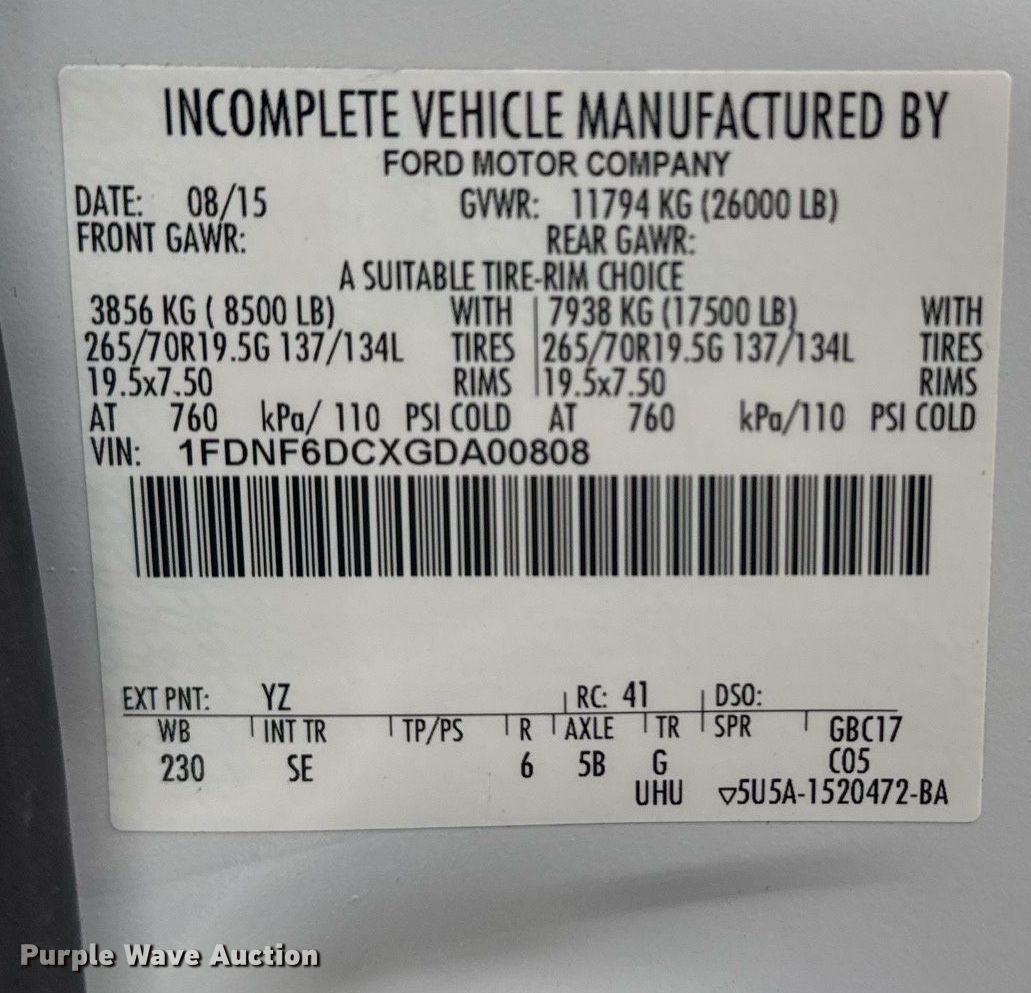 INCOMPLETE VEHICLE MANUFACTURED BY
FORD MOTOR COMPANY
DATE: 08/15 GVWR: 11794 KG (26000 LB)
FRONT GAWR: REAR GAWR:
A SUITABLE TIRE-RIM CHOICE
3856 KG ( 8500 LB) WITH 7938 KG (17500 LB) WITH
265/70R19.5G 137/134L TIRES 265/70R19.5G 137/134L TIRES
19.5x7.50 RIMS 19.5x7.50 RIMS
AT 760 kPa/ 110 PSI COLD AT 760 kPa/110 PSI COLD
VIN: 1FDNF6DCXGDA00808
EXT PNT: YZ RC: 41 DSO:
WB INT TR TP/PS R AXLE TR SPR GBC17
230 SE 6 5B G C05
UHU ▽5U5A-1520472-BA
Purple Wave Auction